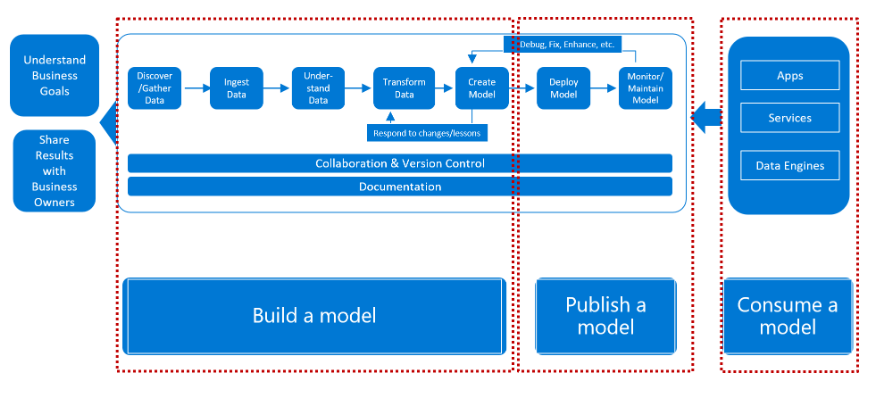 Understand
Business
Goals
Share
Results
with
Business
Owners
Debug, Fix, Enhance, etc.
Discover
/Gather
Data
Ingest
Data
Under-
stand
Data
Transform
Data
Create
Model
Deploy
Model
Monitor/
Maintain
Model
Respond to changes/lessons
Collaboration & Version Control
Documentation
Apps
Services
Data Engines
Build a model
Publish a
model
Consume a
model